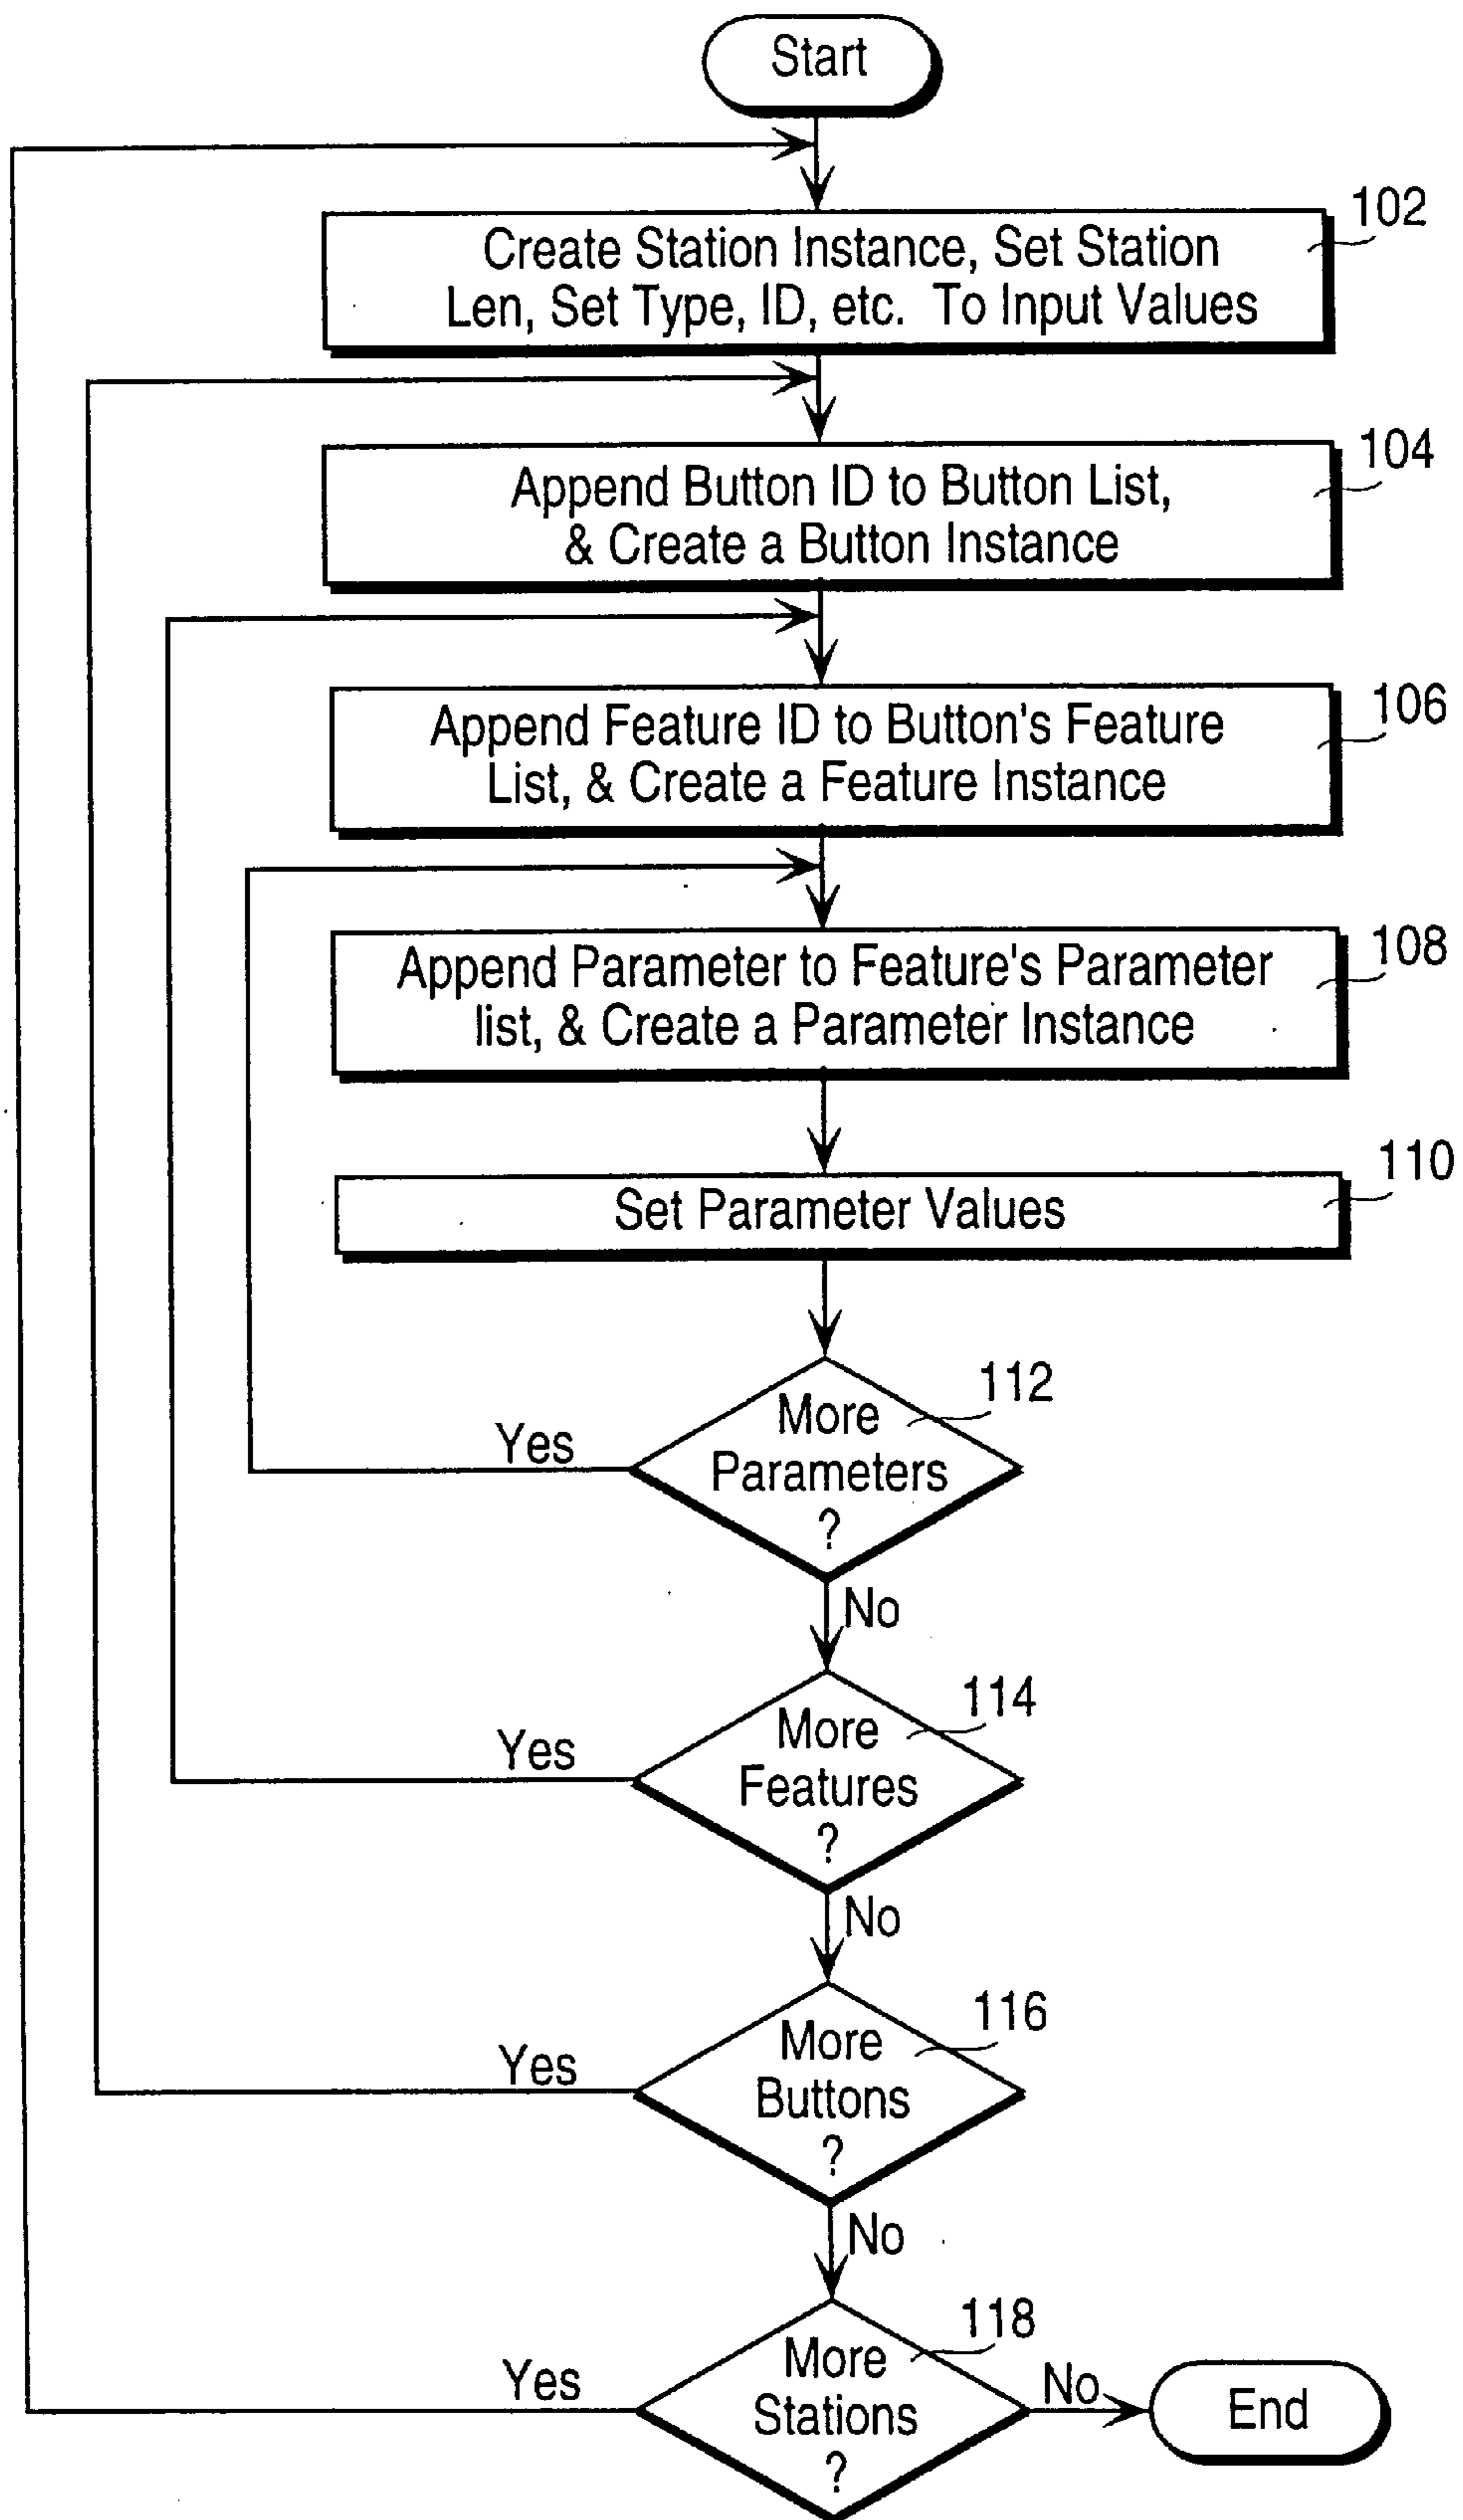 Start
102
Create Station Instance, Set Station
Len, Set Type, ID, etc. To Input Values
104
Append Button ID to Button List,
& Create a Button Instance
106
Append Feature ID to Button's Feature
List, & Create a Feature Instance
108
Append Parameter to Feature's Parameter
list, & Create a Parameter Instance
110
Set Parameter Values
112
More
Parameters
?
Yes
No
114
More
Features
?
Yes
No
116
More
Buttons
?
Yes
No
118
More
Stations
?
Yes
No
End